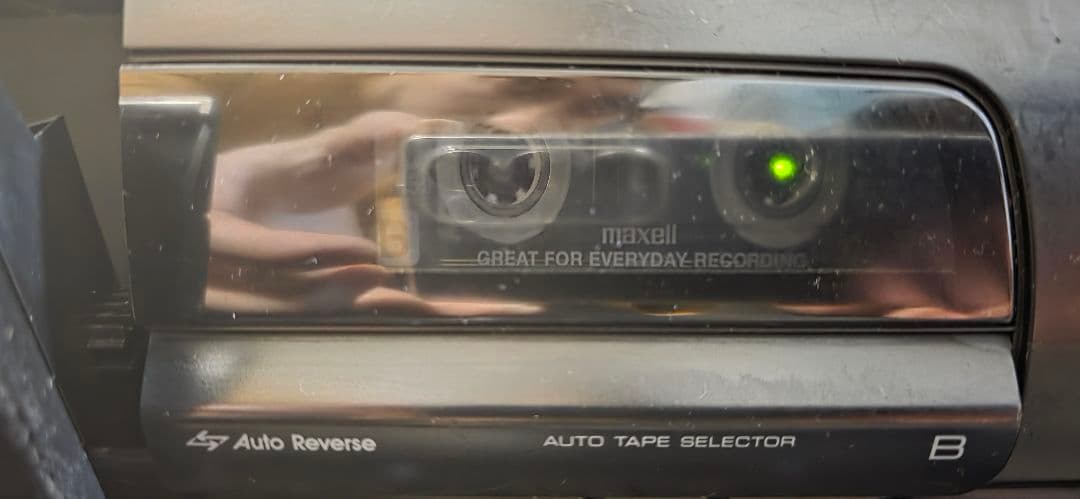 maxell
GREAT FOR EVERYDAY RECORDING
Auto Reverse
AUTO TAPE SELECTOR
B